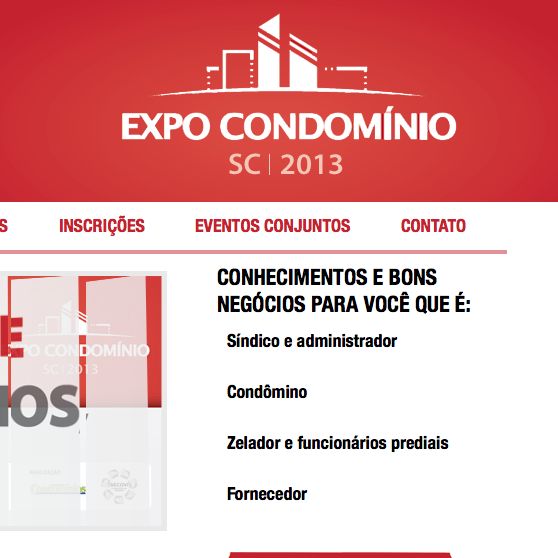 EXPO CONDOMÍNIO
SC | 2013
S INSCRIÇÕES EVENTOS CONJUNTOS CONTATO
CONHECIMENTOS E BONS
NEGÓCIOS PARA VOCÊ QUE É:
Síndico e administrador
Condômino
Zelador e funcionários prediais
Fornecedor
E
XPO CONDOMÍNIO
SC | 2013
IOS,